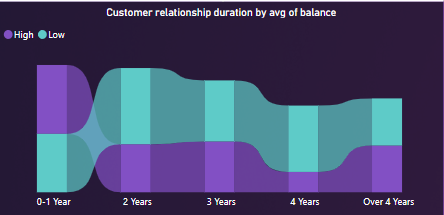 Customer relationship duration by avg of balance
High Low
0-1 Year 2 Years 3 Years 4 Years Over 4 Years